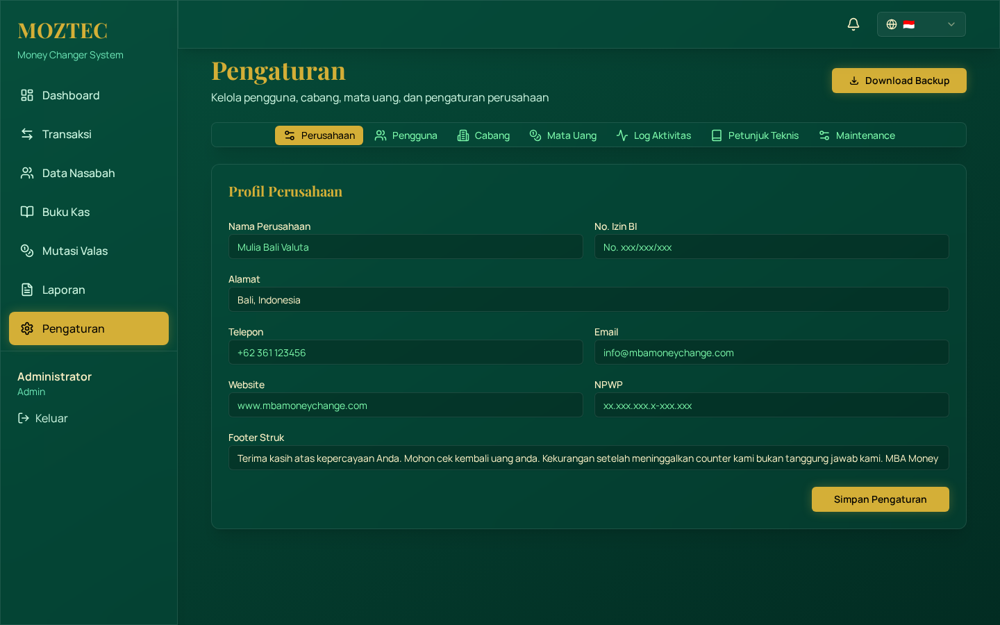 MOZTEC
Money Changer System
Dashboard
Transaksi
Data Nasabah
Buku Kas
Mutasi Valas
Laporan
Pengaturan
Administrator
Admin
Keluar
Pengaturan
Kelola pengguna, cabang, mata uang, dan pengaturan perusahaan
Download Backup
Perusahaan
Pengguna
Cabang
Mata Uang
Log Aktivitas
Petunjuk Teknis
Maintenance
Profil Perusahaan
Nama Perusahaan
Mulia Bali Valuta
No. Izin BI
No. xxx/xxx/xxx
Alamat
Bali, Indonesia
Telepon
+62 361 123456
Email
info@mbamoneychange.com
Website
www.mbamoneychange.com
NPWP
xx.xxx.xxx.x-xxx.xxx
Footer Struk
Terima kasih atas kepercayaan Anda. Mohon cek kembali uang anda. Kekurangan setelah meninggalkan counter kami bukan tanggung jawab kami. MBA Money
Simpan Pengaturan